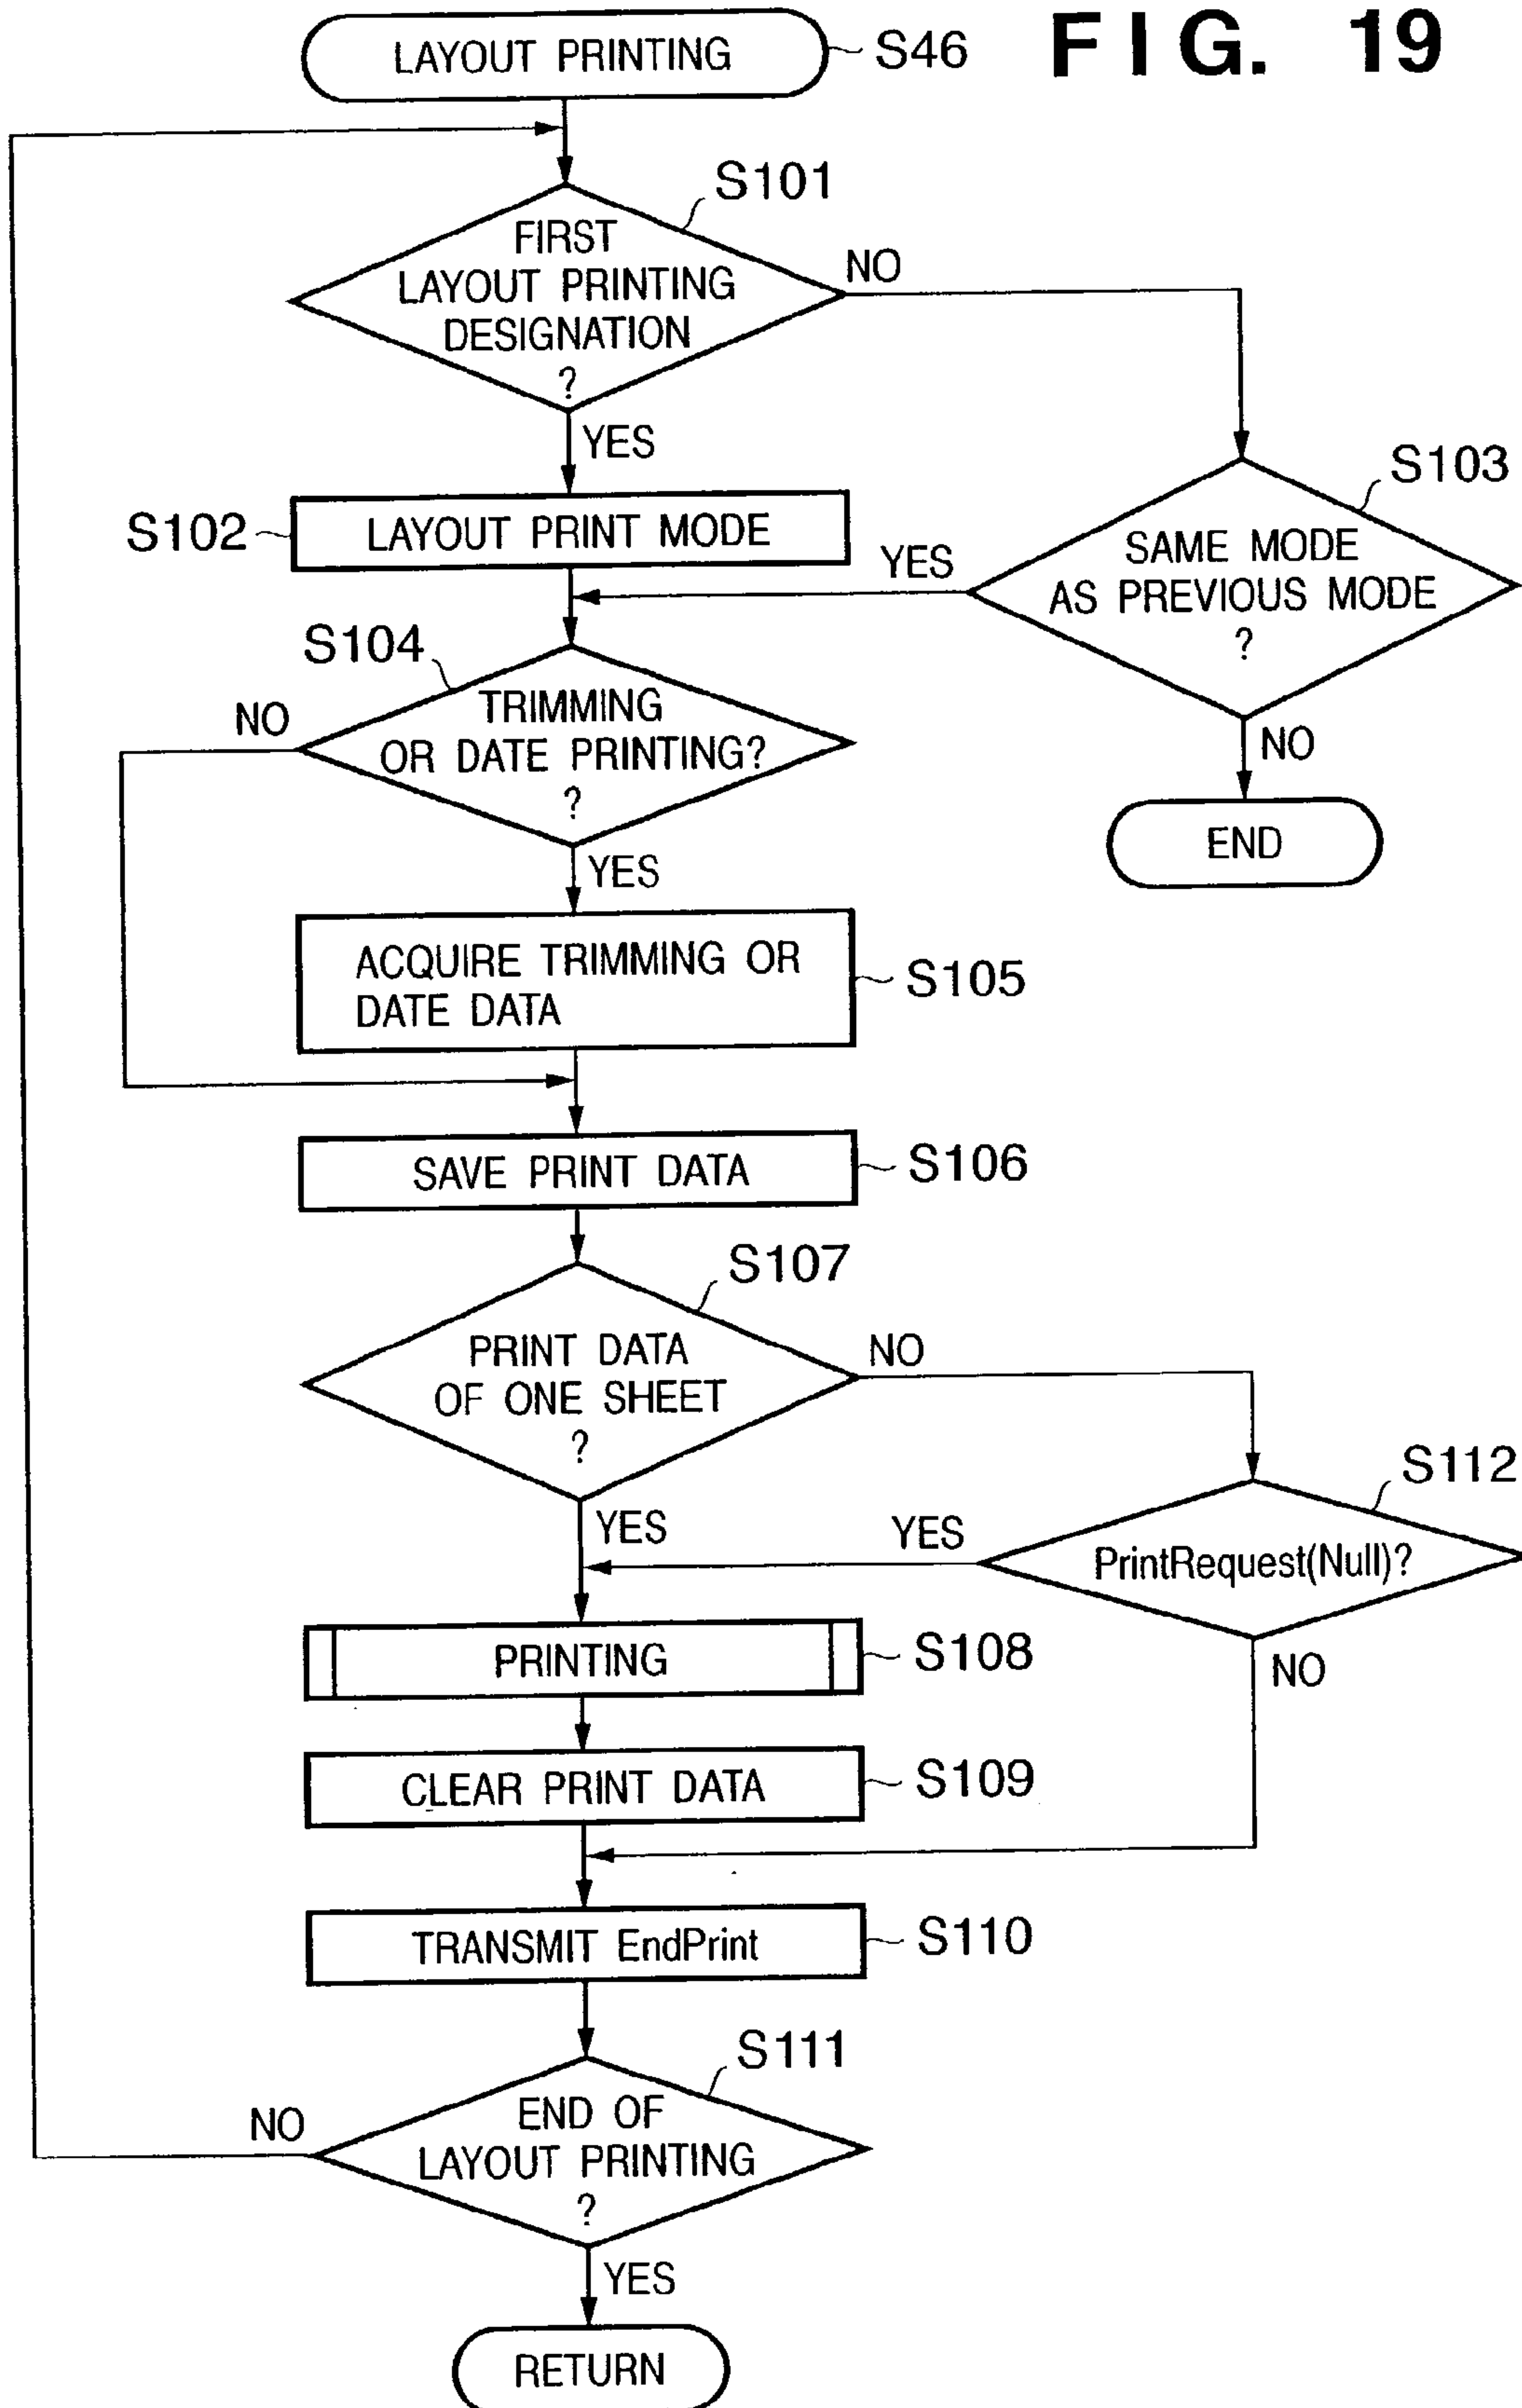 LAYOUT PRINTING
S46
FIG. 19
S101
FIRST
LAYOUT PRINTING
DESIGNATION
?
NO
YES
S102
LAYOUT PRINT MODE
S103
SAME MODE
AS PREVIOUS MODE
?
YES
NO
END
S104
TRIMMING
OR DATE PRINTING?
?
NO
YES
ACQUIRE TRIMMING OR
DATE DATA
S105
SAVE PRINT DATA
S106
S107
PRINT DATA
OF ONE SHEET
?
NO
YES
S112
PrintRequest(Null)?
YES
NO
PRINTING
S108
CLEAR PRINT DATA
S109
TRANSMIT EndPrint
S110
S111
END OF
LAYOUT PRINTING
?
NO
YES
RETURN